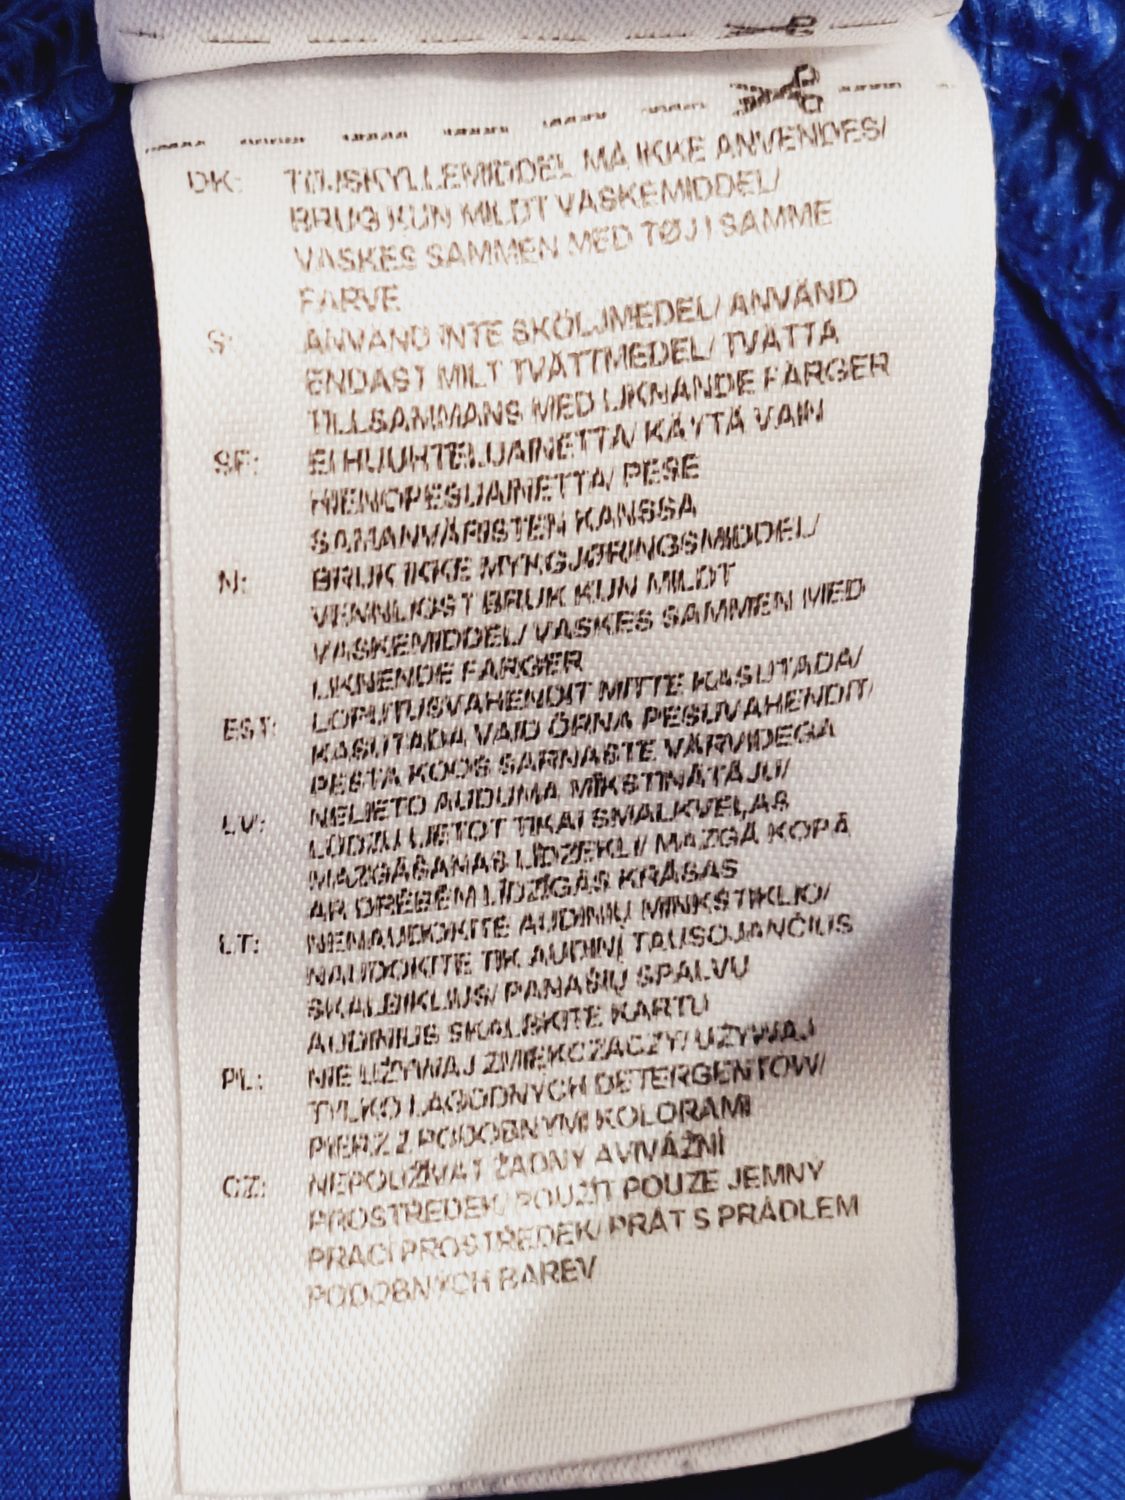 DK: TØJSKYLLEMIDDEL MÅ IKKE ANVENDES/
BRUG KUN MILDT VASKEMIDDEL/
VASKES SAMMEN MED TØJ I SAMME
FARVE
S: ANVÄND INTE SKÖLJMEDEL/ ANVÄND
ENDAST MILT TVÄTTMEDEL/ TVÄTTA
TILLSAMMANS MED LIKNANDE FÄRGER
SF: EI HUUHTELUAINETTA/ KÄYTÄ VAIN
HIENOPESUAINETTA/ PESE
SAMANVÄRISTEN KANSSA
N: BRUK IKKE MYKGJØRINGSMIDDEL/
VENNLIGST BRUK KUN MILDT
VASKEMIDDEL/ VASKES SAMMEN MED
LIKNENDE FARGER
EST: LOPUTUSVAHENDIT MITTE KASUTADA/
KASUTADA VAID ÕRNA PESUVAHENDIT/
PESTA KOOS SARNASTE VÄRVIDEGA
LV: NELIETO AUDUMA MĪKSTINĀTĀJU/
LŪDZU LIETOT TIKAI SMALKVEĻAS
MAZGĀŠANAS LĪDZEKLI/ MAZGĀ KOPĀ
AR DRĒBĒM LĪDZĪGĀS KRĀSĀS
LT: NENAUDOKITE AUDINIŲ MINKŠTIKLIO/
NAUDOKITE TIK AUDINĮ TAUSOJANČIUS
SKALBIKLIUS/ PANAŠIŲ SPALVŲ
AUDINIUS SKALBKITE KARTU
PL: NIE UŻYWAJ ZMIĘKCZACZY/ UŻYWAJ
TYLKO ŁAGODNYCH DETERGENTÓW/
PIERZ Z PODOBNYMI KOLORAMI
CZ: NEPOUŽÍVAT ŽÁDNÝ AVIVÁŽNÍ
PROSTŘEDEK/ POUŽÍT POUZE JEMNÝ
PRACÍ PROSTŘEDEK/ PRÁT S PRÁDLEM
PODOBNÝCH BAREV